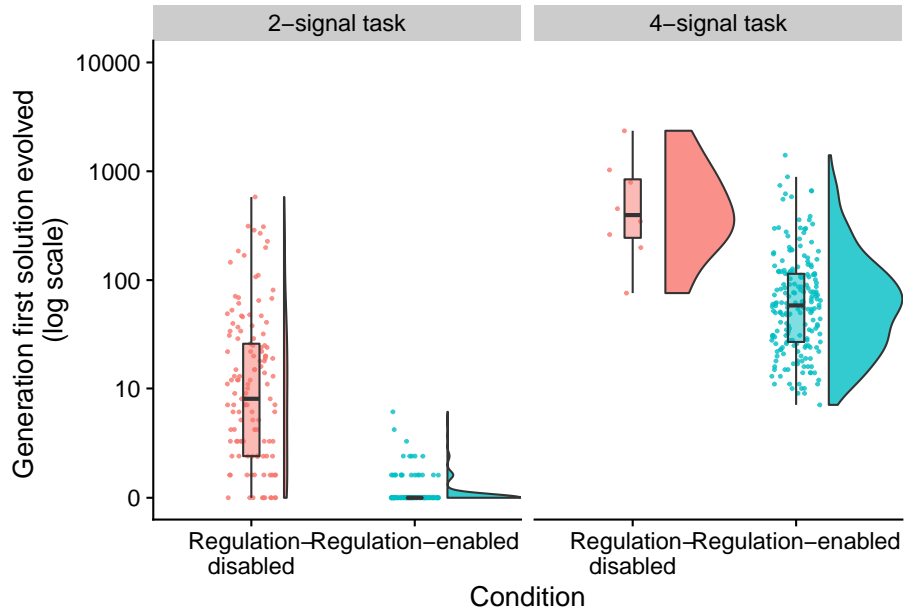 2−signal task
4−signal task
Generation first solution evolved
(log scale)
10000
1000
100
10
0
Regulation−
disabled
Regulation−enabled
Regulation−
disabled
Regulation−enabled
Condition